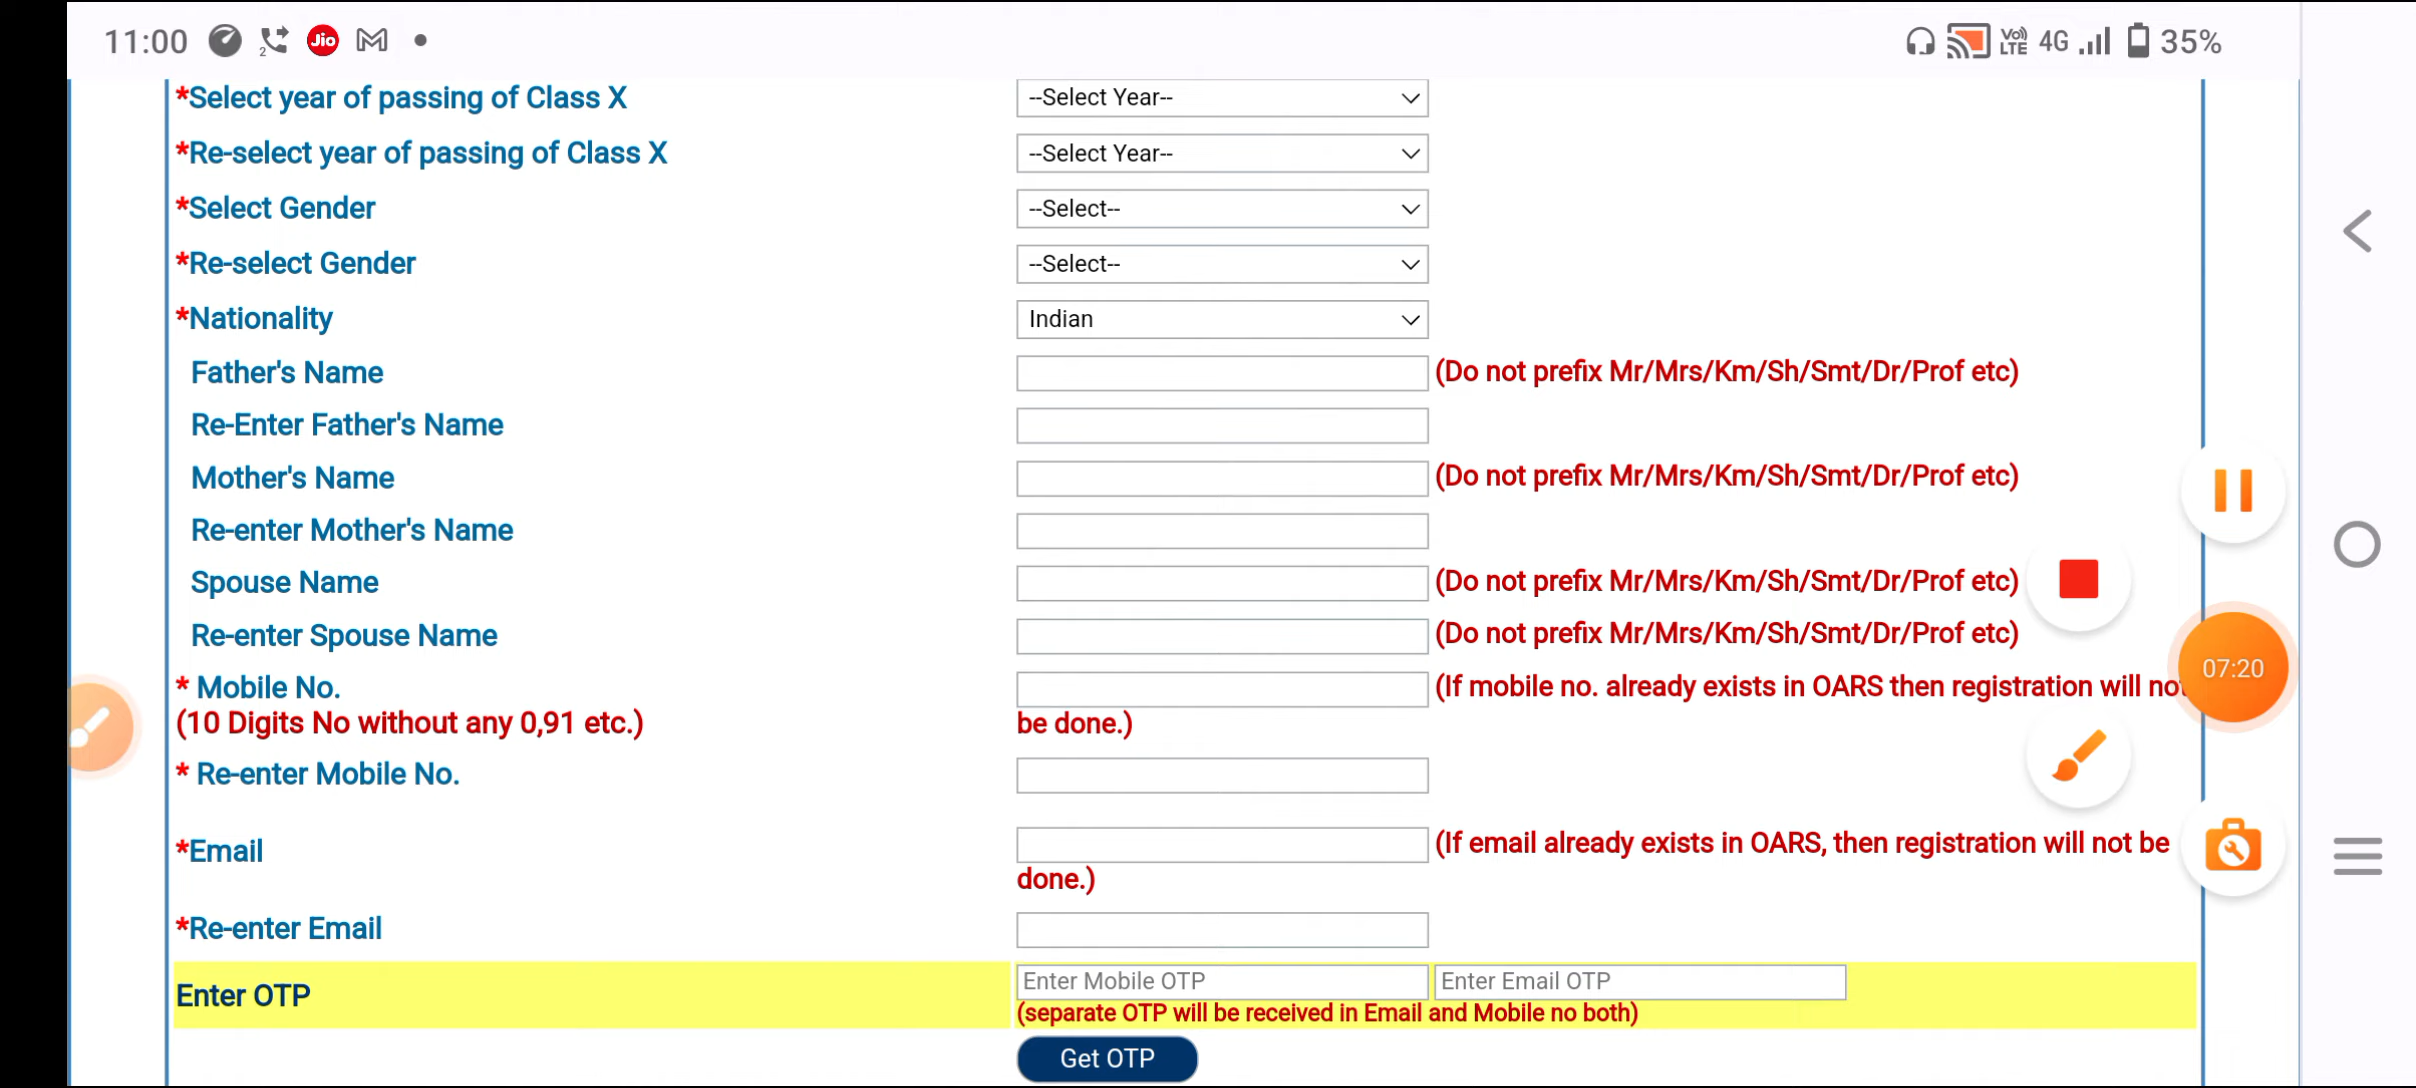 11:00 2 Jio Vo) LTE 4G 35%
*Select year of passing of Class X --Select Year--
*Re-select year of passing of Class X --Select Year--
*Select Gender --Select--
*Re-select Gender --Select--
*Nationality Indian
Father's Name (Do not prefix Mr/Mrs/Km/Sh/Smt/Dr/Prof etc)
Re-Enter Father's Name
Mother's Name (Do not prefix Mr/Mrs/Km/Sh/Smt/Dr/Prof etc)
Re-enter Mother's Name
Spouse Name (Do not prefix Mr/Mrs/Km/Sh/Smt/Dr/Prof etc)
Re-enter Spouse Name (Do not prefix Mr/Mrs/Km/Sh/Smt/Dr/Prof etc)
* Mobile No. (If mobile no. already exists in OARS then registration will no
07:20
(10 Digits No without any 0,91 etc.) be done.)
* Re-enter Mobile No.
*Email (If email already exists in OARS, then registration will not be
done.)
*Re-enter Email
Enter OTP Enter Mobile OTP Enter Email OTP
(separate OTP will be received in Email and Mobile no both)
Get OTP